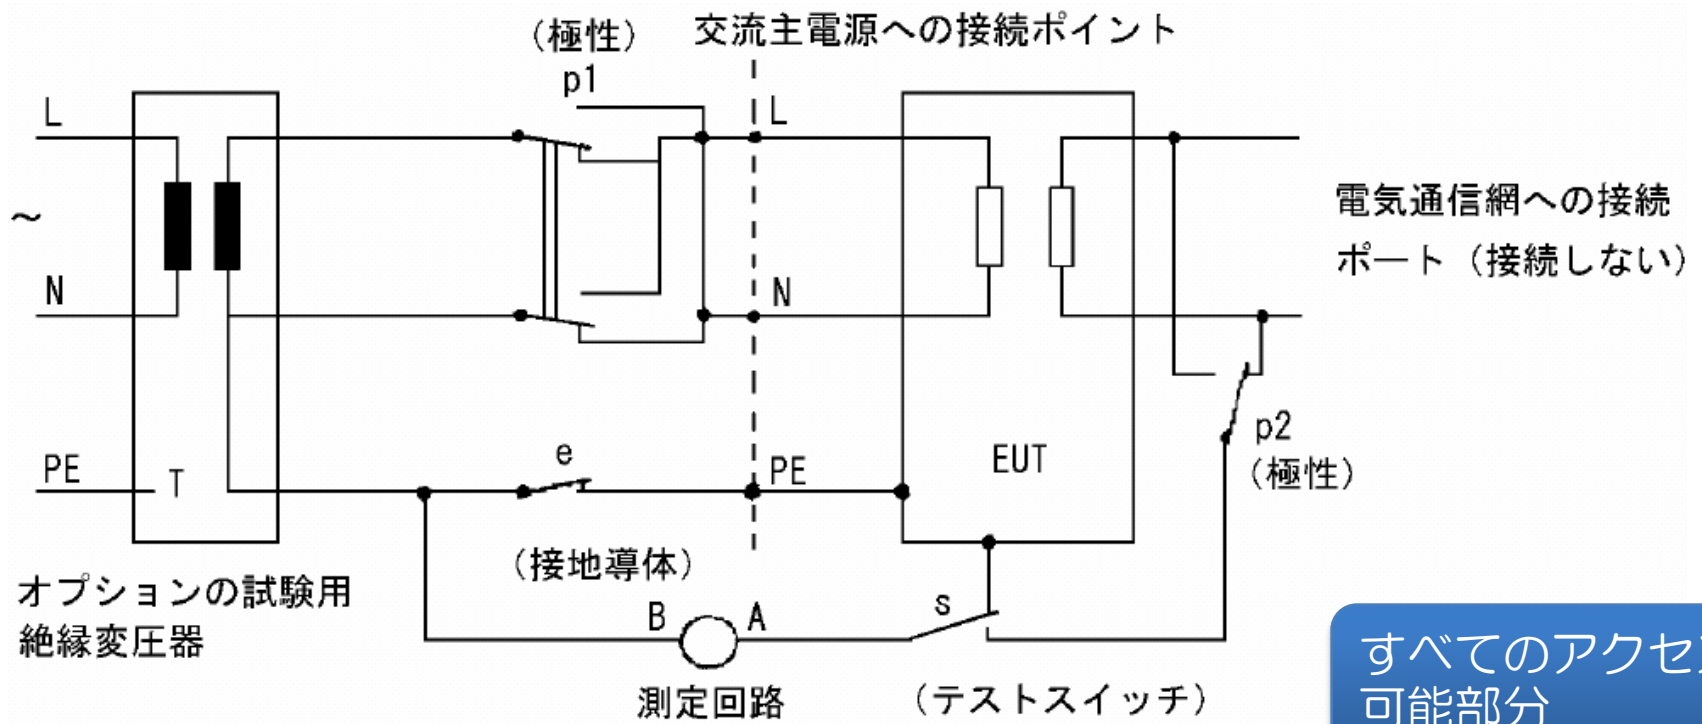 (極性)
p1
交流主電源への接続ポイント
L
L
~
N
N
電気通信網への接続
ポート (接続しない)
PE
T
e
PE
EUT
p2
(極性)
(接地導体)
オプションの試験用
絶縁変圧器
B
A
s
測定回路
(テストスイッチ)
すべてのアクセ
可能部分